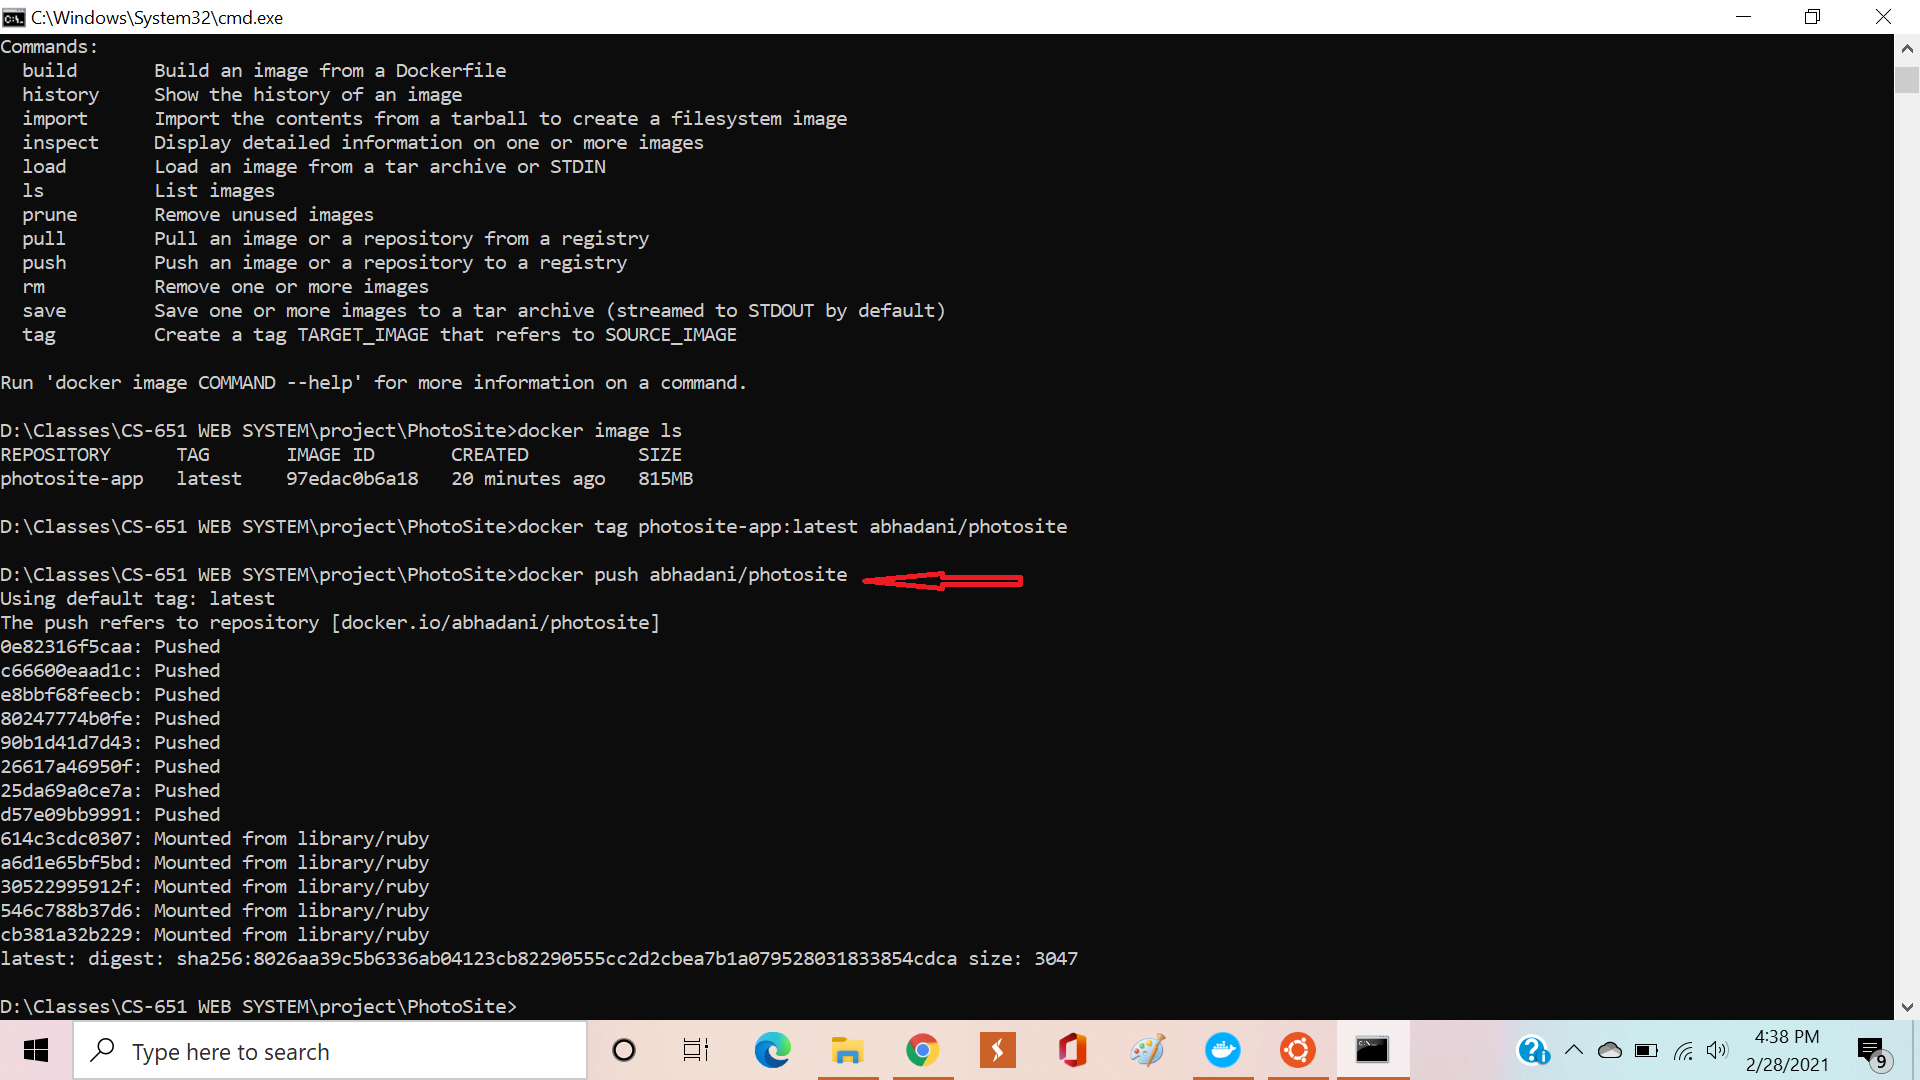 C:\Windows\System32\cmd.exe
Commands:
  build       Build an image from a Dockerfile
  history     Show the history of an image
  import      Import the contents from a tarball to create a filesystem image
  inspect     Display detailed information on one or more images
  load        Load an image from a tar archive or STDIN
  ls          List images
  prune       Remove unused images
  pull        Pull an image or a repository from a registry
  push        Push an image or a repository to a registry
  rm          Remove one or more images
  save        Save one or more images to a tar archive (streamed to STDOUT by default)
  tag         Create a tag TARGET_IMAGE that refers to SOURCE_IMAGE
Run 'docker image COMMAND --help' for more information on a command.
D:\Classes\CS-651 WEB SYSTEM\project\PhotoSite>docker image ls
REPOSITORY      TAG       IMAGE ID       CREATED          SIZE
photosite-app   latest    97edac0b6a18   20 minutes ago   815MB
D:\Classes\CS-651 WEB SYSTEM\project\PhotoSite>docker tag photosite-app:latest abhadani/photosite
D:\Classes\CS-651 WEB SYSTEM\project\PhotoSite>docker push abhadani/photosite
Using default tag: latest
The push refers to repository [docker.io/abhadani/photosite]
0e82316f5caa: Pushed
c66600eaad1c: Pushed
e8bbf68feecb: Pushed
80247774b0fe: Pushed
90b1d41d7d43: Pushed
26617a46950f: Pushed
25da69a0ce7a: Pushed
d57e09bb9991: Pushed
614c3cdc0307: Mounted from library/ruby
a6d1e65bf5bd: Mounted from library/ruby
30522995912f: Mounted from library/ruby
546c788b37d6: Mounted from library/ruby
cb381a32b229: Mounted from library/ruby
latest: digest: sha256:8026aa39c5b6336ab04123cb82290555cc2d2cbea7b1a079528031833854cdca size: 3047
D:\Classes\CS-651 WEB SYSTEM\project\PhotoSite>
Type here to search
4:38 PM
2/28/2021
9